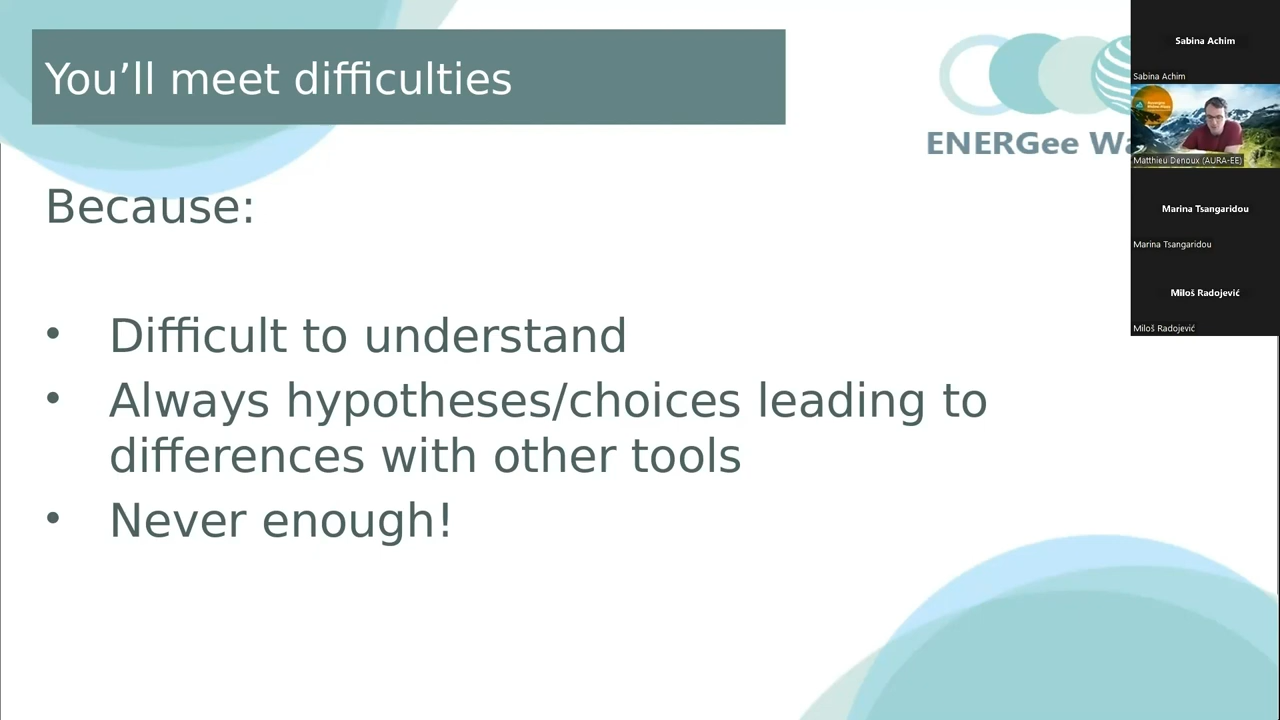 You’ll meet difficulties
ENERGee Wa
Because:
• Difficult to understand
• Always hypotheses/choices leading to
differences with other tools
• Never enough!
Sabina Achim
Sabina Achim
Matthieu Denoux (AURA-EE)
Marina Tsangaridou
Marina Tsangaridou
Miloš Radojević
Miloš Radojević